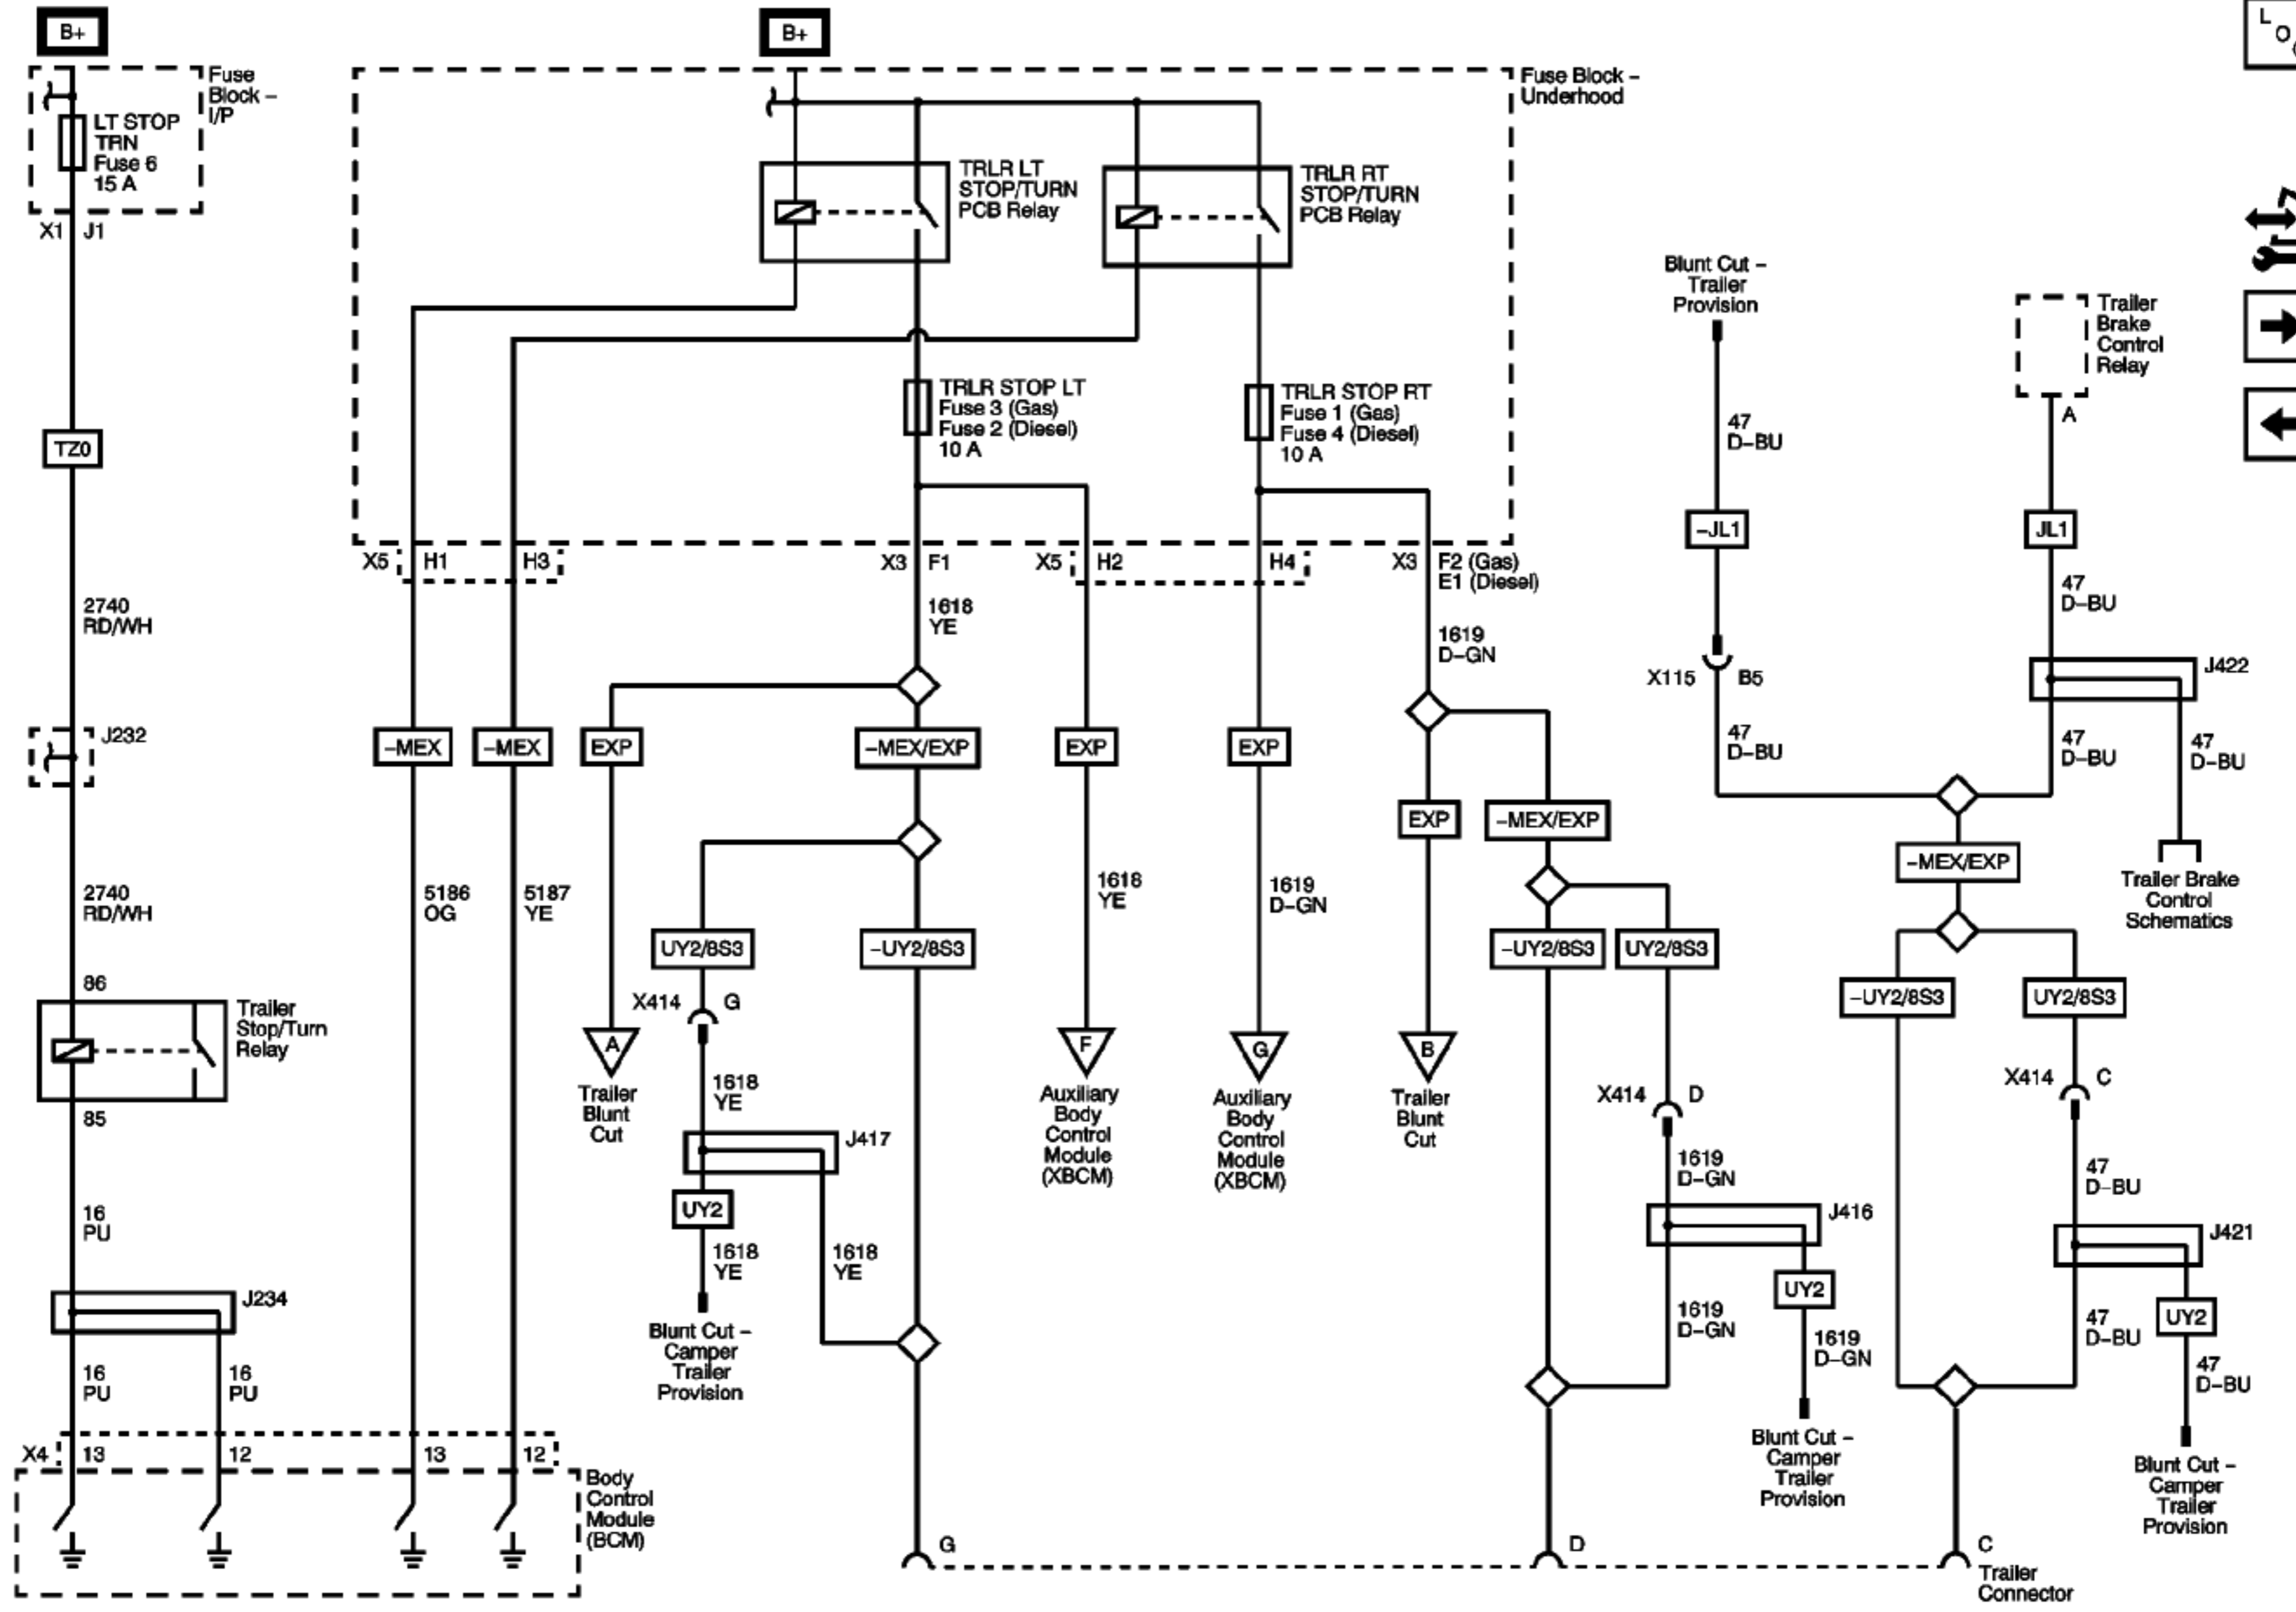 B+
Fuse
Block –
I/P
LT STOP
TRN
Fuse 6
15 A
X1 J1
TZ0
2740
RD/WH
J232
2740
RD/WH
86
Trailer
Stop/Turn
Relay
85
16
PU
J234
16
PU
16
PU
X4 13 12 13 12
Body
Control
Module
(BCM)
B+
Fuse Block –
Underhood
TRLR LT
STOP/TURN
PCB Relay
TRLR RT
STOP/TURN
PCB Relay
TRLR STOP LT
Fuse 3 (Gas)
Fuse 2 (Diesel)
10 A
TRLR STOP RT
Fuse 1 (Gas)
Fuse 4 (Diesel)
10 A
X5 H1 H3 X3 F1 X5 H2 H4 X3 F2 (Gas)
E1 (Diesel)
1618
YE
1619
D–GN
–MEX –MEX EXP –MEX/EXP EXP EXP
EXP –MEX/EXP
5186
OG
5187
YE
1618
YE
1619
D–GN
UY2/8S3 –UY2/8S3 –UY2/8S3 UY2/8S3
X414 G
A
Trailer
Blunt
Cut
1618
YE
J417
UY2
1618
YE
1618
YE
Blunt Cut –
Camper
Trailer
Provision
F
Auxiliary
Body
Control
Module
(XBCM)
G
Auxiliary
Body
Control
Module
(XBCM)
B
Trailer
Blunt
Cut
X414 D
1619
D–GN
J416
UY2
1619
D–GN
1619
D–GN
Blunt Cut –
Camper
Trailer
Provision
Blunt Cut –
Trailer
Provision
47
D–BU
–JL1
X115 B5
47
D–BU
Trailer
Brake
Control
Relay
A
JL1
47
D–BU
J422
47
D–BU
47
D–BU
–MEX/EXP
Trailer Brake
Control
Schematics
–UY2/8S3 UY2/8S3
X414 C
47
D–BU
J421
UY2
47
D–BU
47
D–BU
Blunt Cut –
Camper
Trailer
Provision
G D C
Trailer
Connector
L
O